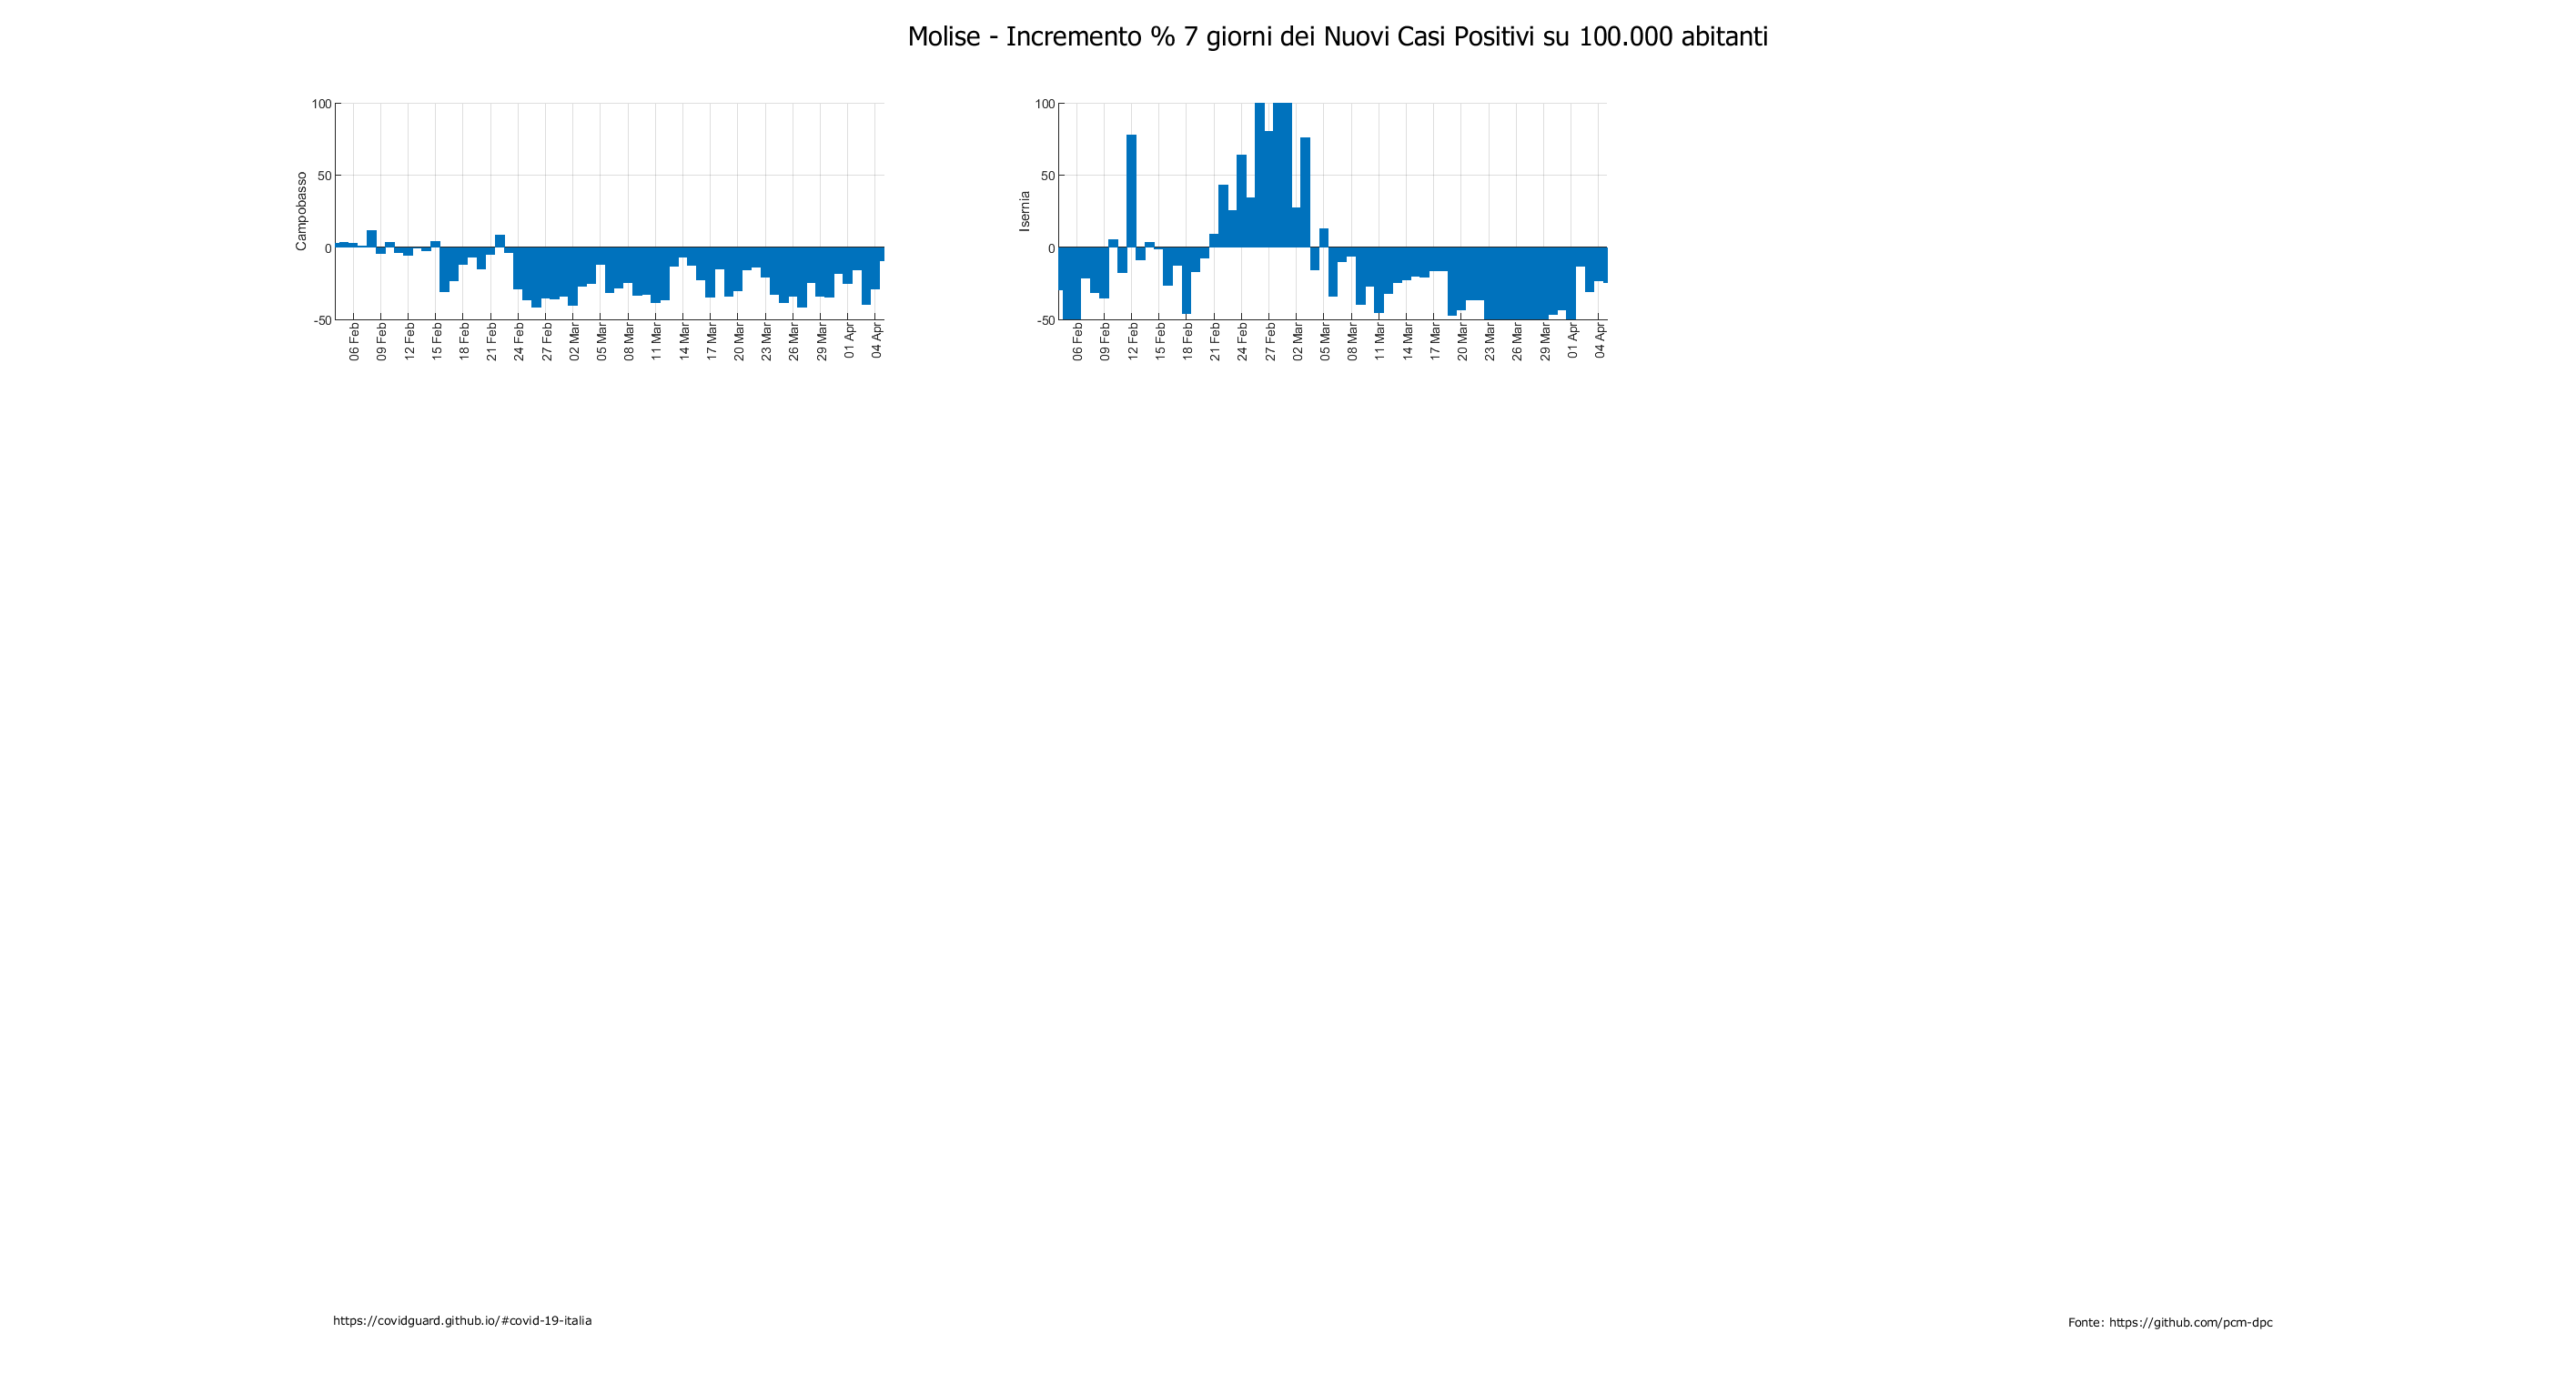 Molise - Incremento % 7 giorni dei Nuovi Casi Positivi su 100.000 abitanti
Campobasso
100
50
0
-50
06 Feb
09 Feb
12 Feb
15 Feb
18 Feb
21 Feb
24 Feb
27 Feb
02 Mar
05 Mar
08 Mar
11 Mar
14 Mar
17 Mar
20 Mar
23 Mar
26 Mar
29 Mar
01 Apr
04 Apr
Isernia
100
50
0
-50
06 Feb
09 Feb
12 Feb
15 Feb
18 Feb
21 Feb
24 Feb
27 Feb
02 Mar
05 Mar
08 Mar
11 Mar
14 Mar
17 Mar
20 Mar
23 Mar
26 Mar
29 Mar
01 Apr
04 Apr
https://covidguard.github.io/#covid-19-italia
Fonte: https://github.com/pcm-dpc